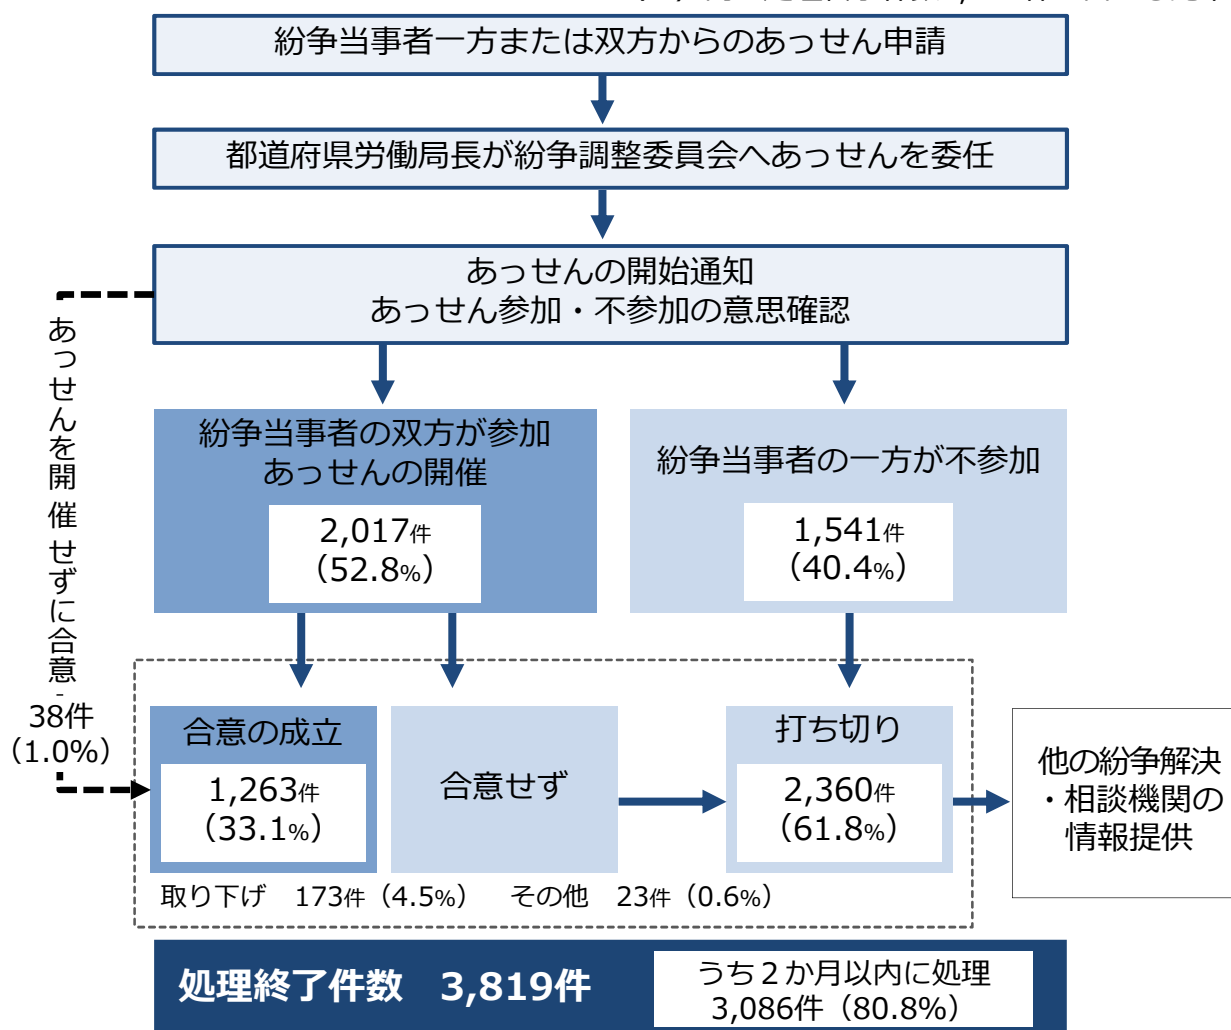 紛争当事者一方または双方からのあっせん申請
都道府県労働局長が紛争調整委員会へあっせんを委任
あっせんの開始通知
あっせん参加・不参加の意思確認
あっせんを開催せずに合意
38件
（1.0%）
紛争当事者の双方が参加
あっせんの開催
2,017件
（52.8%）
紛争当事者の一方が不参加
1,541件
（40.4%）
合意の成立
1,263件
（33.1%）
合意せず
打ち切り
2,360件
（61.8%）
他の紛争解決
・相談機関の
情報提供
取り下げ　173件（4.5%）　その他　23件（0.6%）
処理終了件数　3,819件
うち２か月以内に処理
3,086件（80.8%）